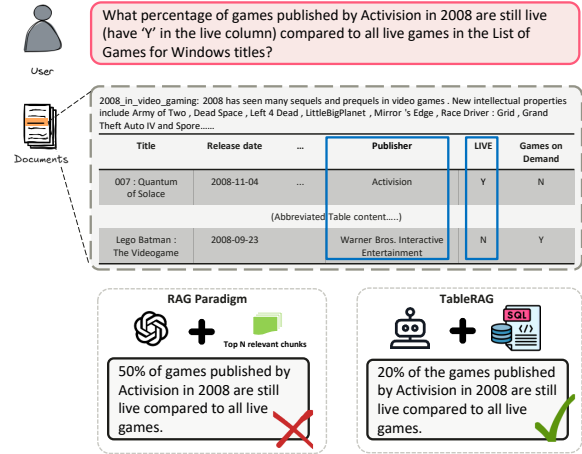 What percentage of games published by Activision in 2008 are still live
(have ‘Y’ in the live column) compared to all live games in the List of
Games for Windows titles?
User
Documents
2008_in_video_gaming: 2008 has seen many sequels and prequels in video games . New intellectual properties
include Army of Two , Dead Space , Left 4 Dead , LittleBigPlanet , Mirror 's Edge , Race Driver : Grid , Grand
Theft Auto IV and Spore......
Title Release date ... Publisher LIVE Games on
Demand
007 : Quantum
of Solace 2008-11-04 ... Activision Y N
(Abbreviated Table content.....)
Lego Batman :
The Videogame 2008-09-23 Warner Bros. Interactive
Entertainment N Y
RAG Paradigm
Top N relevant chunks
50% of games published by
Activision in 2008 are still
live compared to all live
games.
TableRAG
SQL
20% of the games published
by Activision in 2008 are still
live compared to all live
games.